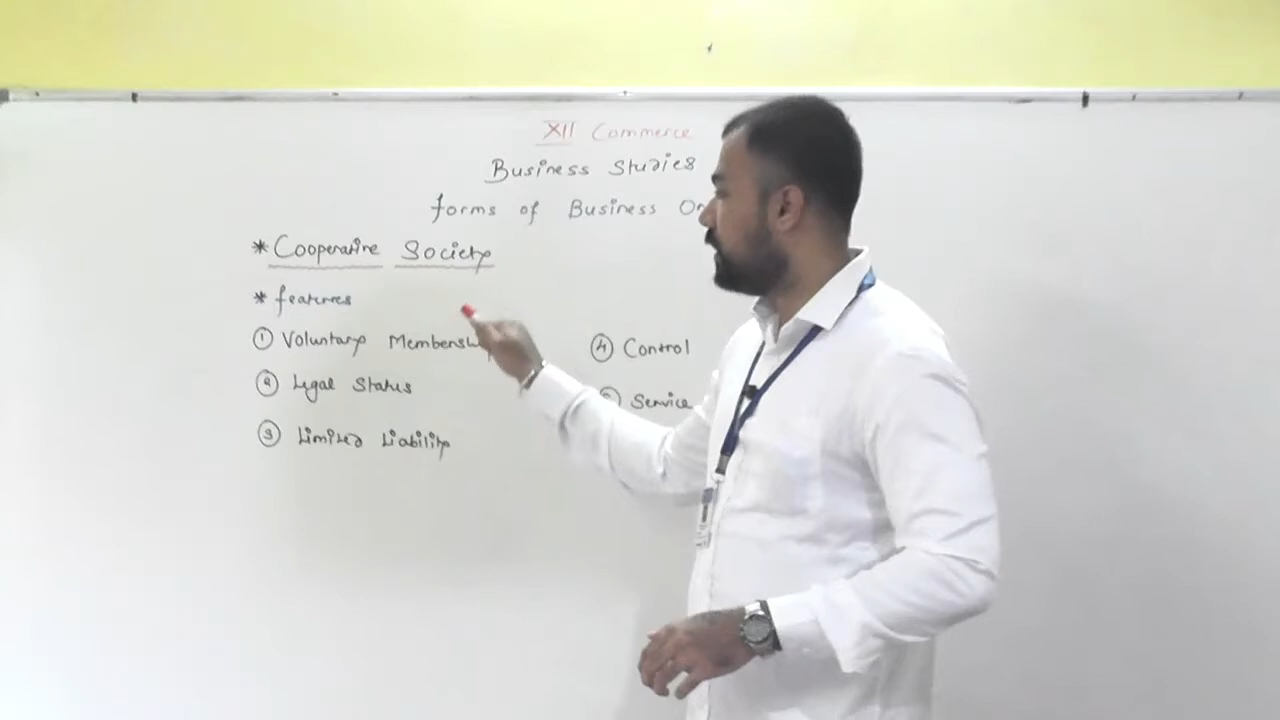 XII Commerce
Business Studies
forms of Business
* Cooperative Society
* features
① Voluntary
② Legal Status
③ Limited Liability
④ Control
Service